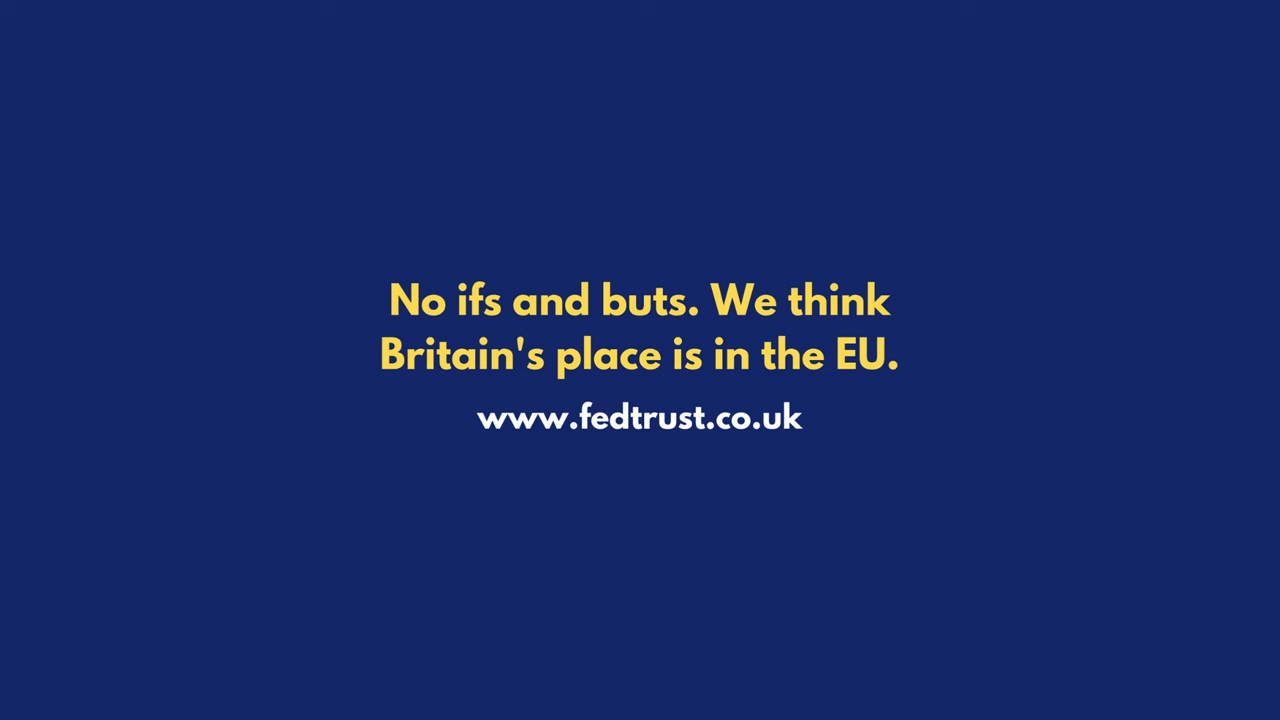 No ifs and buts. We think
Britain's place is in the EU.
www.fedtrust.co.uk